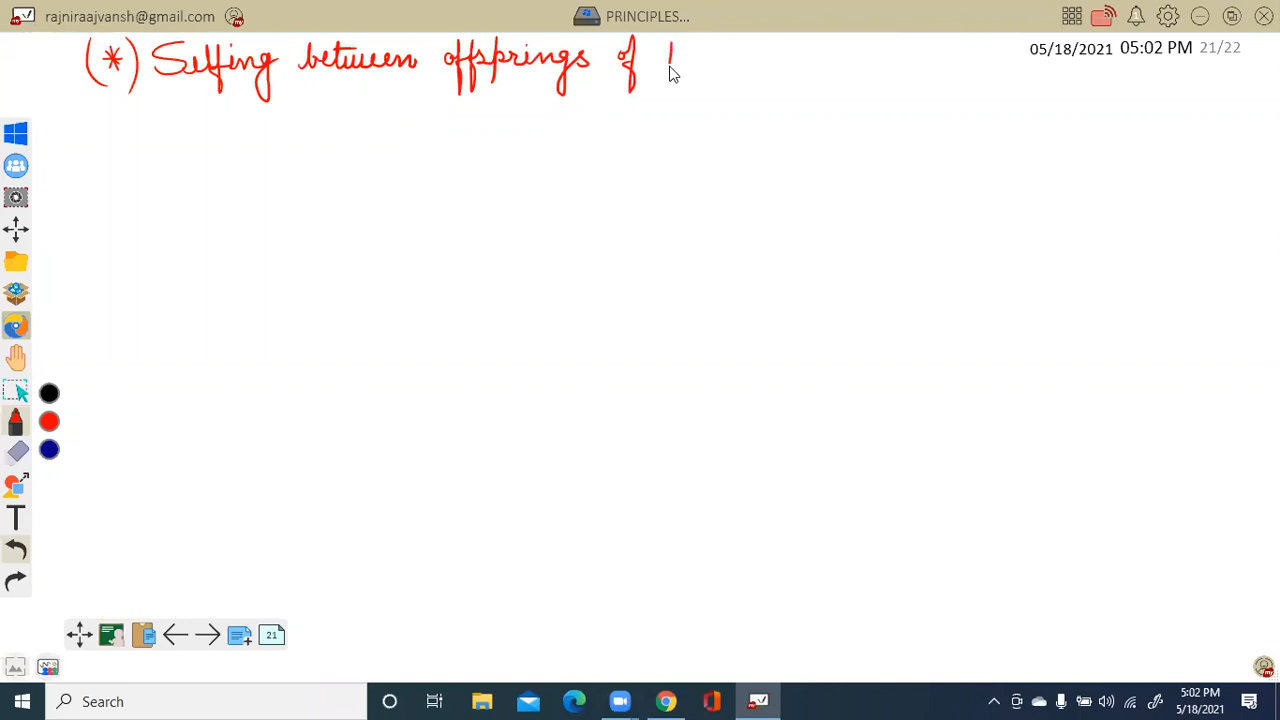 rajniraajvansh@gmail.com
PRINCIPLES...
05/18/2021 05:02 PM 21/22
(*) Selfing between offsprings of
T
21
Search
5:02 PM
5/18/2021